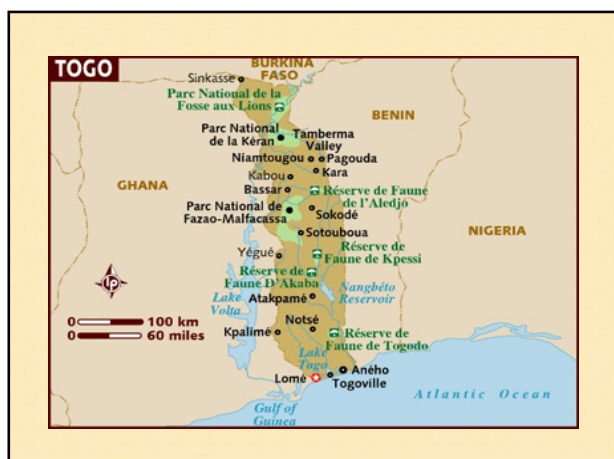 TOGO
BURKINA
FASO
Sinkasse
Parc National de la
Fosse aux Lions
BENIN
Parc National
de la Kéran
Tamberma
Valley
Niamtougou
Pagouda
Kabou
Kara
GHANA
Bassar
Réserve de Faune
de l'Aledjo
Parc National de
Fazao-Malfacassa
Sokodé
Sotouboua
NIGERIA
Yégué
Réserve de
Faune de Kpessi
Réserve de
Faune D'Akaba
LP
Lake
Volta
Nangbéto
Reservoir
Atakpamé
0 100 km
0 60 miles
Notsé
Kpalimé
Réserve de
Faune de Togodo
Lake
Togo
Aného
Lomé
Togoville
Atlantic Ocean
Gulf of
Guinea